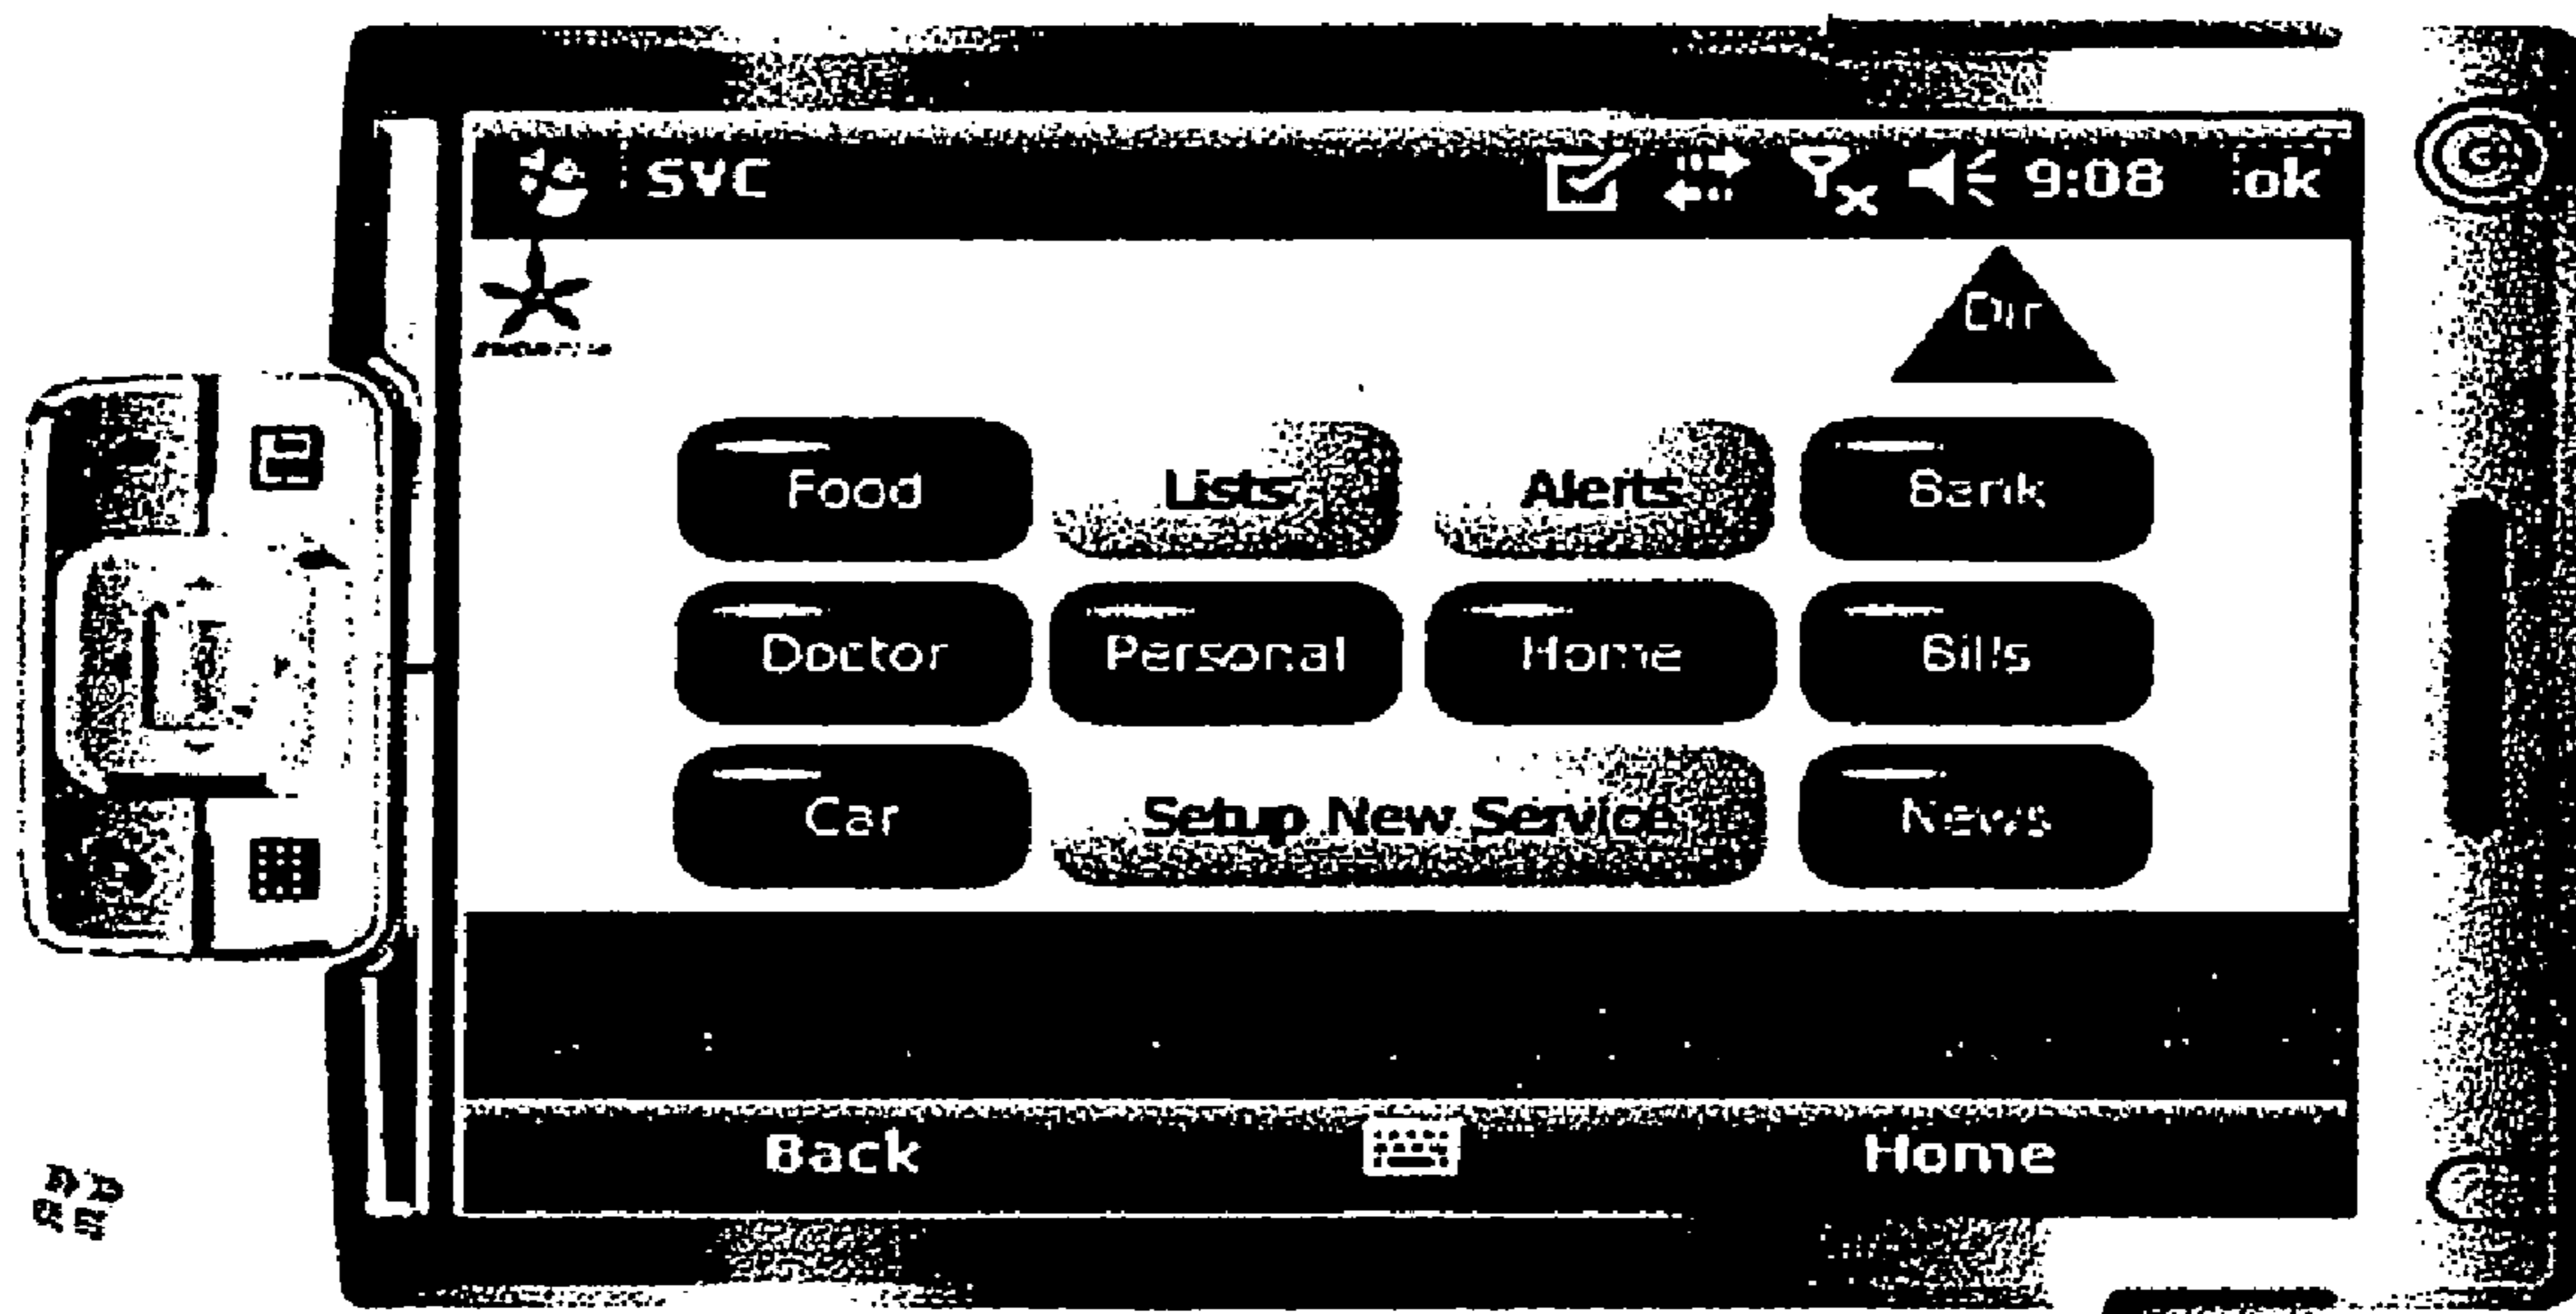 SVC 9:08 ok
Dir
Food Lists Alerts Bank
Doctor Personal Home Bills
Car Setup New Service News
Back Home